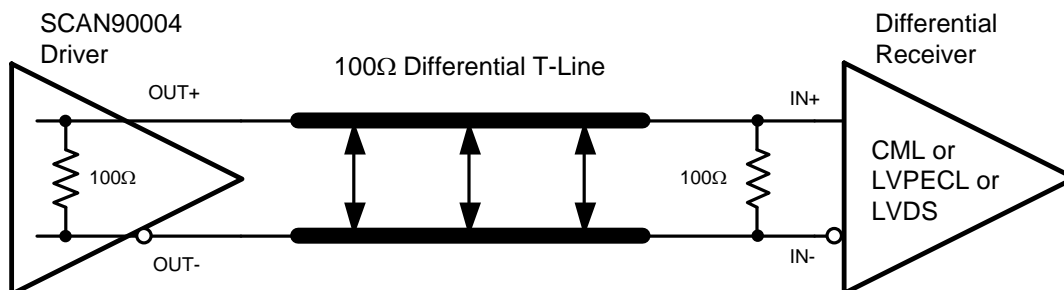 SCAN90004
Driver
Differential
Receiver
100Ω Differential T-Line
OUT+
IN+
100Ω
100Ω
CML or
LVPECL or
LVDS
OUT-
IN-